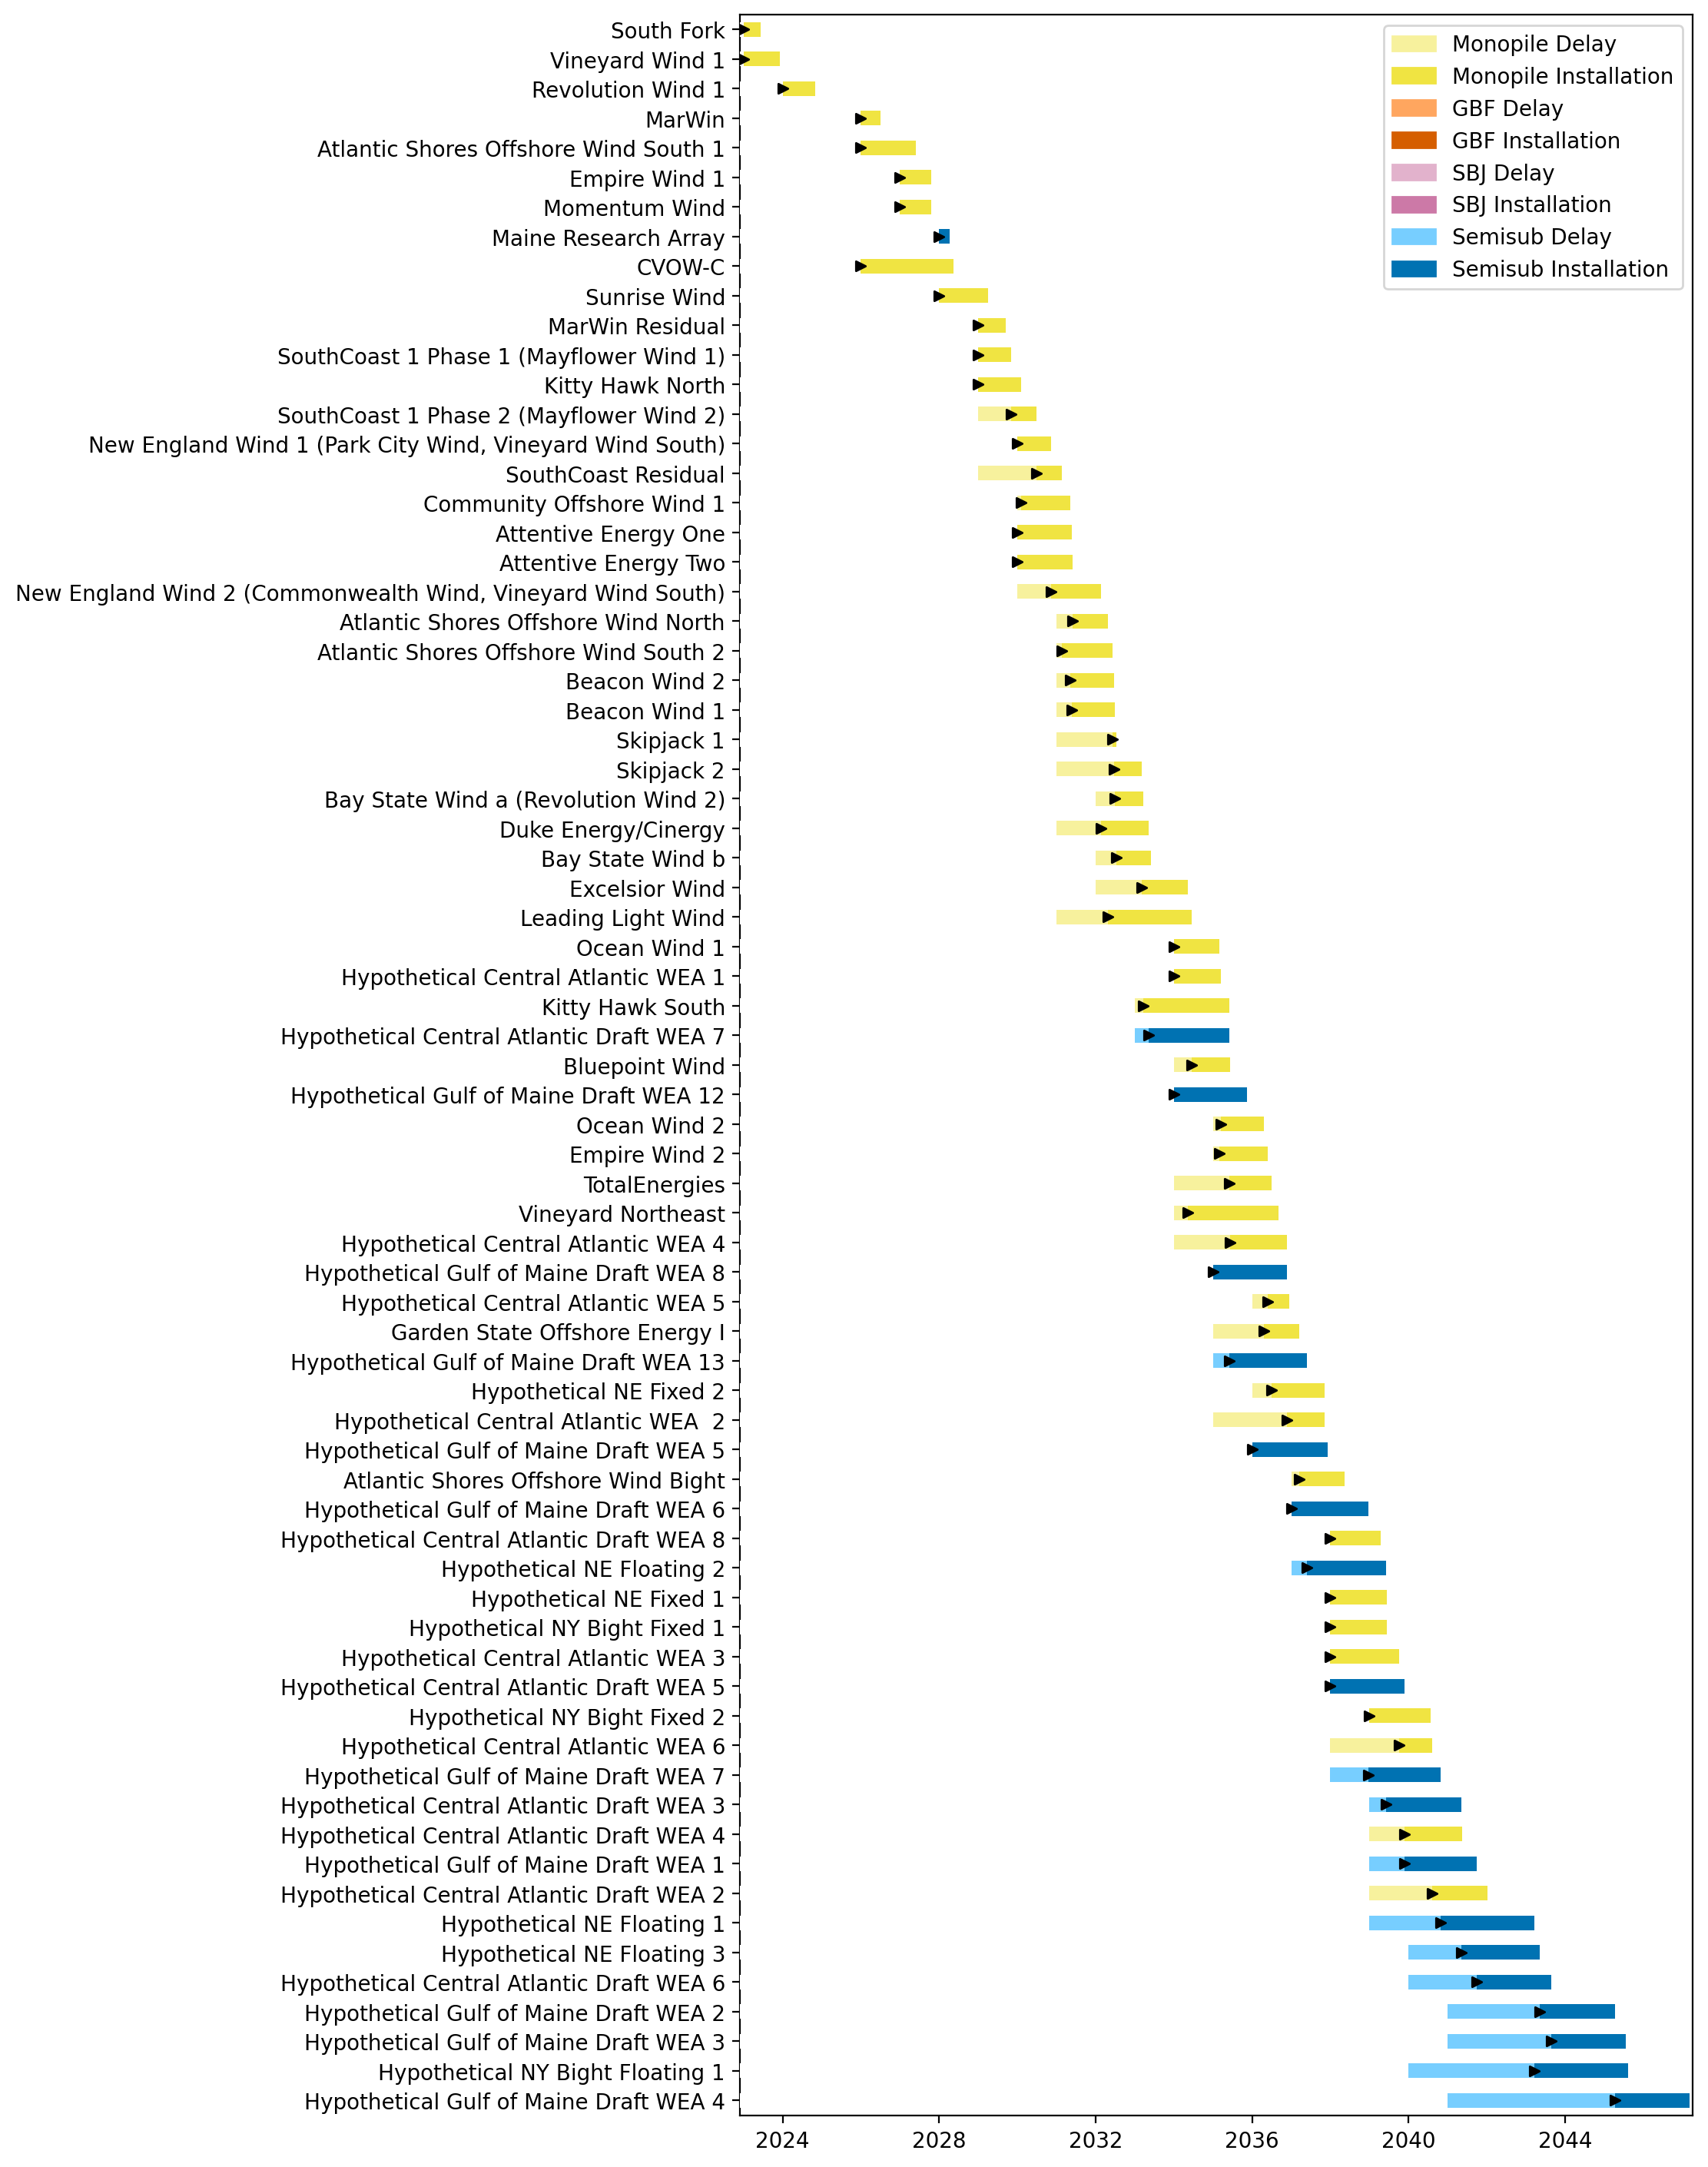 South Fork
Vineyard Wind 1
Revolution Wind 1
MarWin
Atlantic Shores Offshore Wind South 1
Empire Wind 1
Momentum Wind
Maine Research Array
CVOW-C
Sunrise Wind
MarWin Residual
SouthCoast 1 Phase 1 (Mayflower Wind 1)
Kitty Hawk North
SouthCoast 1 Phase 2 (Mayflower Wind 2)
New England Wind 1 (Park City Wind, Vineyard Wind South)
SouthCoast Residual
Community Offshore Wind 1
Attentive Energy One
Attentive Energy Two
New England Wind 2 (Commonwealth Wind, Vineyard Wind South)
Atlantic Shores Offshore Wind North
Atlantic Shores Offshore Wind South 2
Beacon Wind 2
Beacon Wind 1
Skipjack 1
Skipjack 2
Bay State Wind a (Revolution Wind 2)
Duke Energy/Cinergy
Bay State Wind b
Excelsior Wind
Leading Light Wind
Ocean Wind 1
Hypothetical Central Atlantic WEA 1
Kitty Hawk South
Hypothetical Central Atlantic Draft WEA 7
Bluepoint Wind
Hypothetical Gulf of Maine Draft WEA 12
Ocean Wind 2
Empire Wind 2
TotalEnergies
Vineyard Northeast
Hypothetical Central Atlantic WEA 4
Hypothetical Gulf of Maine Draft WEA 8
Hypothetical Central Atlantic WEA 5
Garden State Offshore Energy I
Hypothetical Gulf of Maine Draft WEA 13
Hypothetical NE Fixed 2
Hypothetical Central Atlantic WEA  2
Hypothetical Gulf of Maine Draft WEA 5
Atlantic Shores Offshore Wind Bight
Hypothetical Gulf of Maine Draft WEA 6
Hypothetical Central Atlantic Draft WEA 8
Hypothetical NE Floating 2
Hypothetical NE Fixed 1
Hypothetical NY Bight Fixed 1
Hypothetical Central Atlantic WEA 3
Hypothetical Central Atlantic Draft WEA 5
Hypothetical NY Bight Fixed 2
Hypothetical Central Atlantic WEA 6
Hypothetical Gulf of Maine Draft WEA 7
Hypothetical Central Atlantic Draft WEA 3
Hypothetical Central Atlantic Draft WEA 4
Hypothetical Gulf of Maine Draft WEA 1
Hypothetical Central Atlantic Draft WEA 2
Hypothetical NE Floating 1
Hypothetical NE Floating 3
Hypothetical Central Atlantic Draft WEA 6
Hypothetical Gulf of Maine Draft WEA 2
Hypothetical Gulf of Maine Draft WEA 3
Hypothetical NY Bight Floating 1
Hypothetical Gulf of Maine Draft WEA 4
Monopile Delay
Monopile Installation
GBF Delay
GBF Installation
SBJ Delay
SBJ Installation
Semisub Delay
Semisub Installation
2024 2028 2032 2036 2040 2044